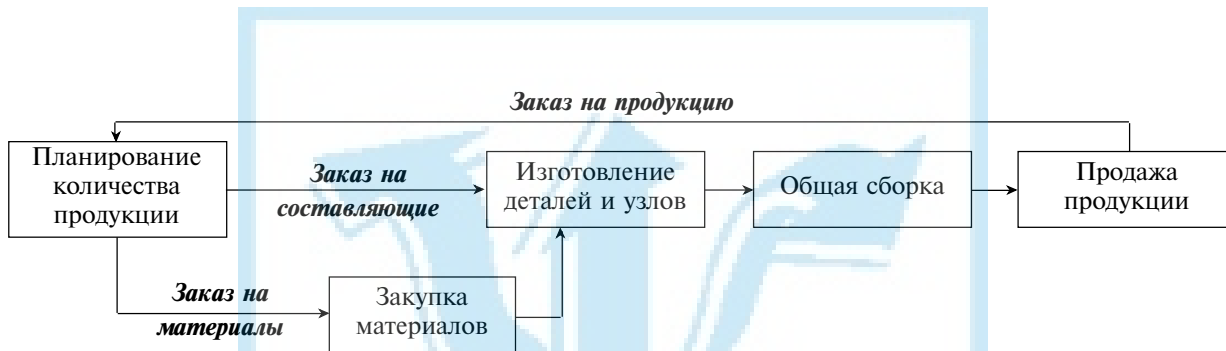 Заказ на продукцию
Планирование
количества
продукции
Заказ на
составляющие
Изготовление
деталей и узлов
Общая сборка
Продажа
продукции
Заказ на
материалы
Закупка
материалов